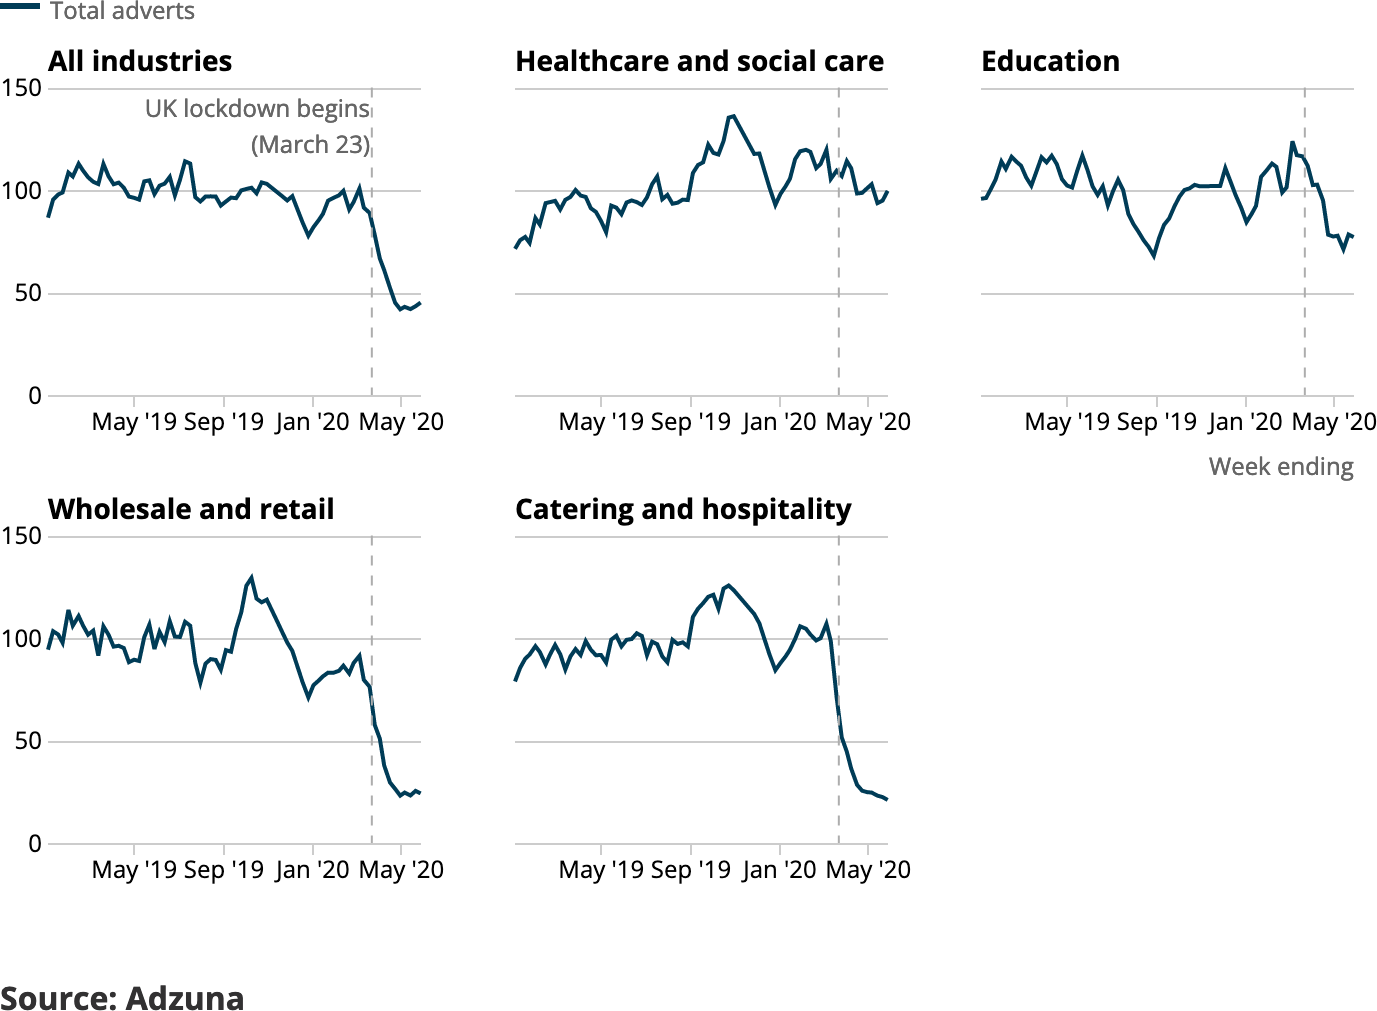 Total adverts
All industries
Healthcare and social care
Education
150
UK lockdown begins
(March 23)
100
50
0
May '19 Sep '19 Jan '20 May '20
May '19 Sep '19 Jan '20 May '20
May '19 Sep '19 Jan '20 May '20
Week ending
Wholesale and retail
Catering and hospitality
150
100
50
0
May '19 Sep '19 Jan '20 May '20
May '19 Sep '19 Jan '20 May '20
Source: Adzuna